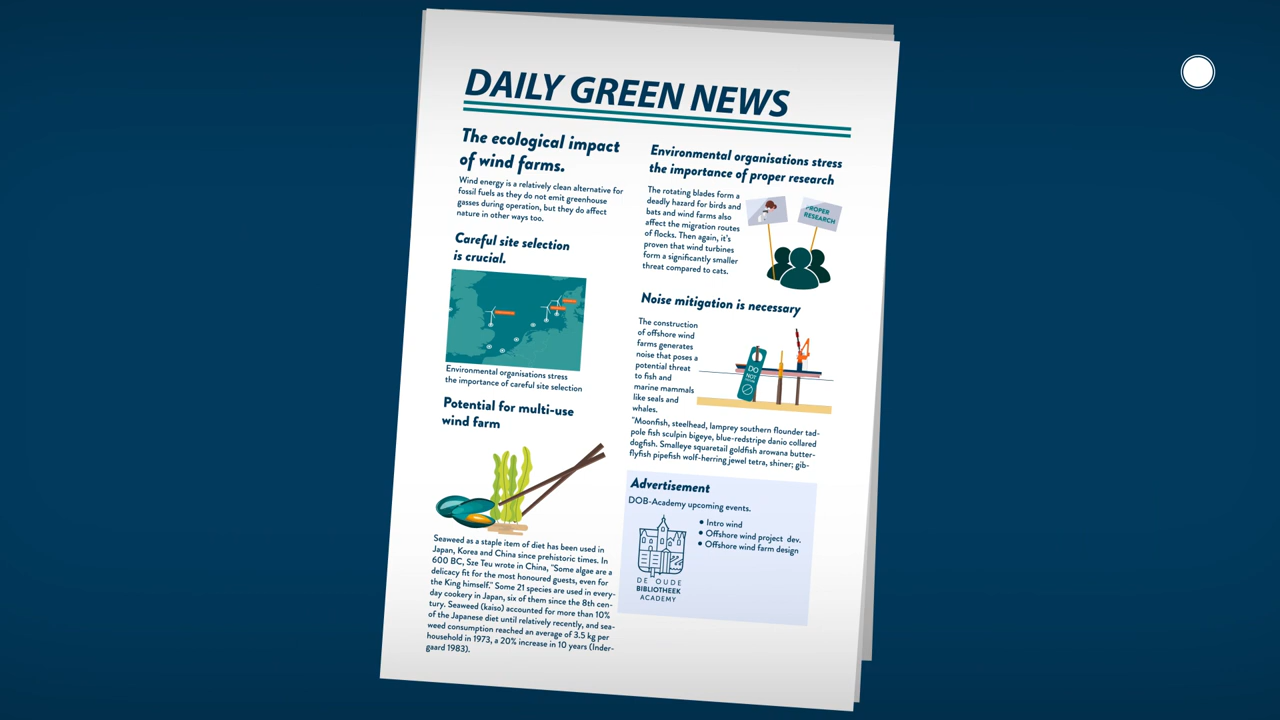 DAILY GREEN NEWS
The ecological impact
of wind farms.
Wind energy is a relatively clean alternative for
fossil fuels as they do not emit greenhouse
gasses during operation, but they do affect
nature in other ways too.
Careful site selection
is crucial.
Environmental organisations stress
the importance of careful site selection
Potential for multi-use
wind farm
Seaweed as a staple item of diet has been used in
Japan, Korea and China since prehistoric times. In
600 BC, Sze Teu wrote in China, "Some algae are a
delicacy fit for the most honoured guests, even for
the King himself." Some 21 species are used in every-
day cookery in Japan, six of them since the 8th cen-
tury. Seaweed (kaiso) accounted for more than 10%
of the Japanese diet until relatively recently, and sea-
weed consumption reached an average of 3.5 kg per
household in 1973, a 20% increase in 10 years (Inder-
gaard 1983).
Environmental organisations stress
the importance of proper research
The rotating blades form a
deadly hazard for birds and
bats and wind farms also
affect the migration routes
of flocks. Then again, it's
proven that wind turbines
form a significantly smaller
threat compared to cats.
PROPER
RESEARCH
Noise mitigation is necessary
The construction
of offshore wind
farms generates
noise that poses a
potential threat
to fish and
marine mammals
like seals and
whales.
DO
NOT
"Moonfish, steelhead, lamprey southern flounder tad-
pole fish sculpin bigeye, blue-redstripe danio collared
dogfish. Smalleye squaretail goldfish arowana butter-
flyfish pipefish wolf-herring jewel tetra, shiner; gib-
Advertisement
DOB-Academy upcoming events.
• Intro wind
• Offshore wind project dev.
• Offshore wind farm design
DE OUDE
BIBLIOTHEEK
ACADEMY